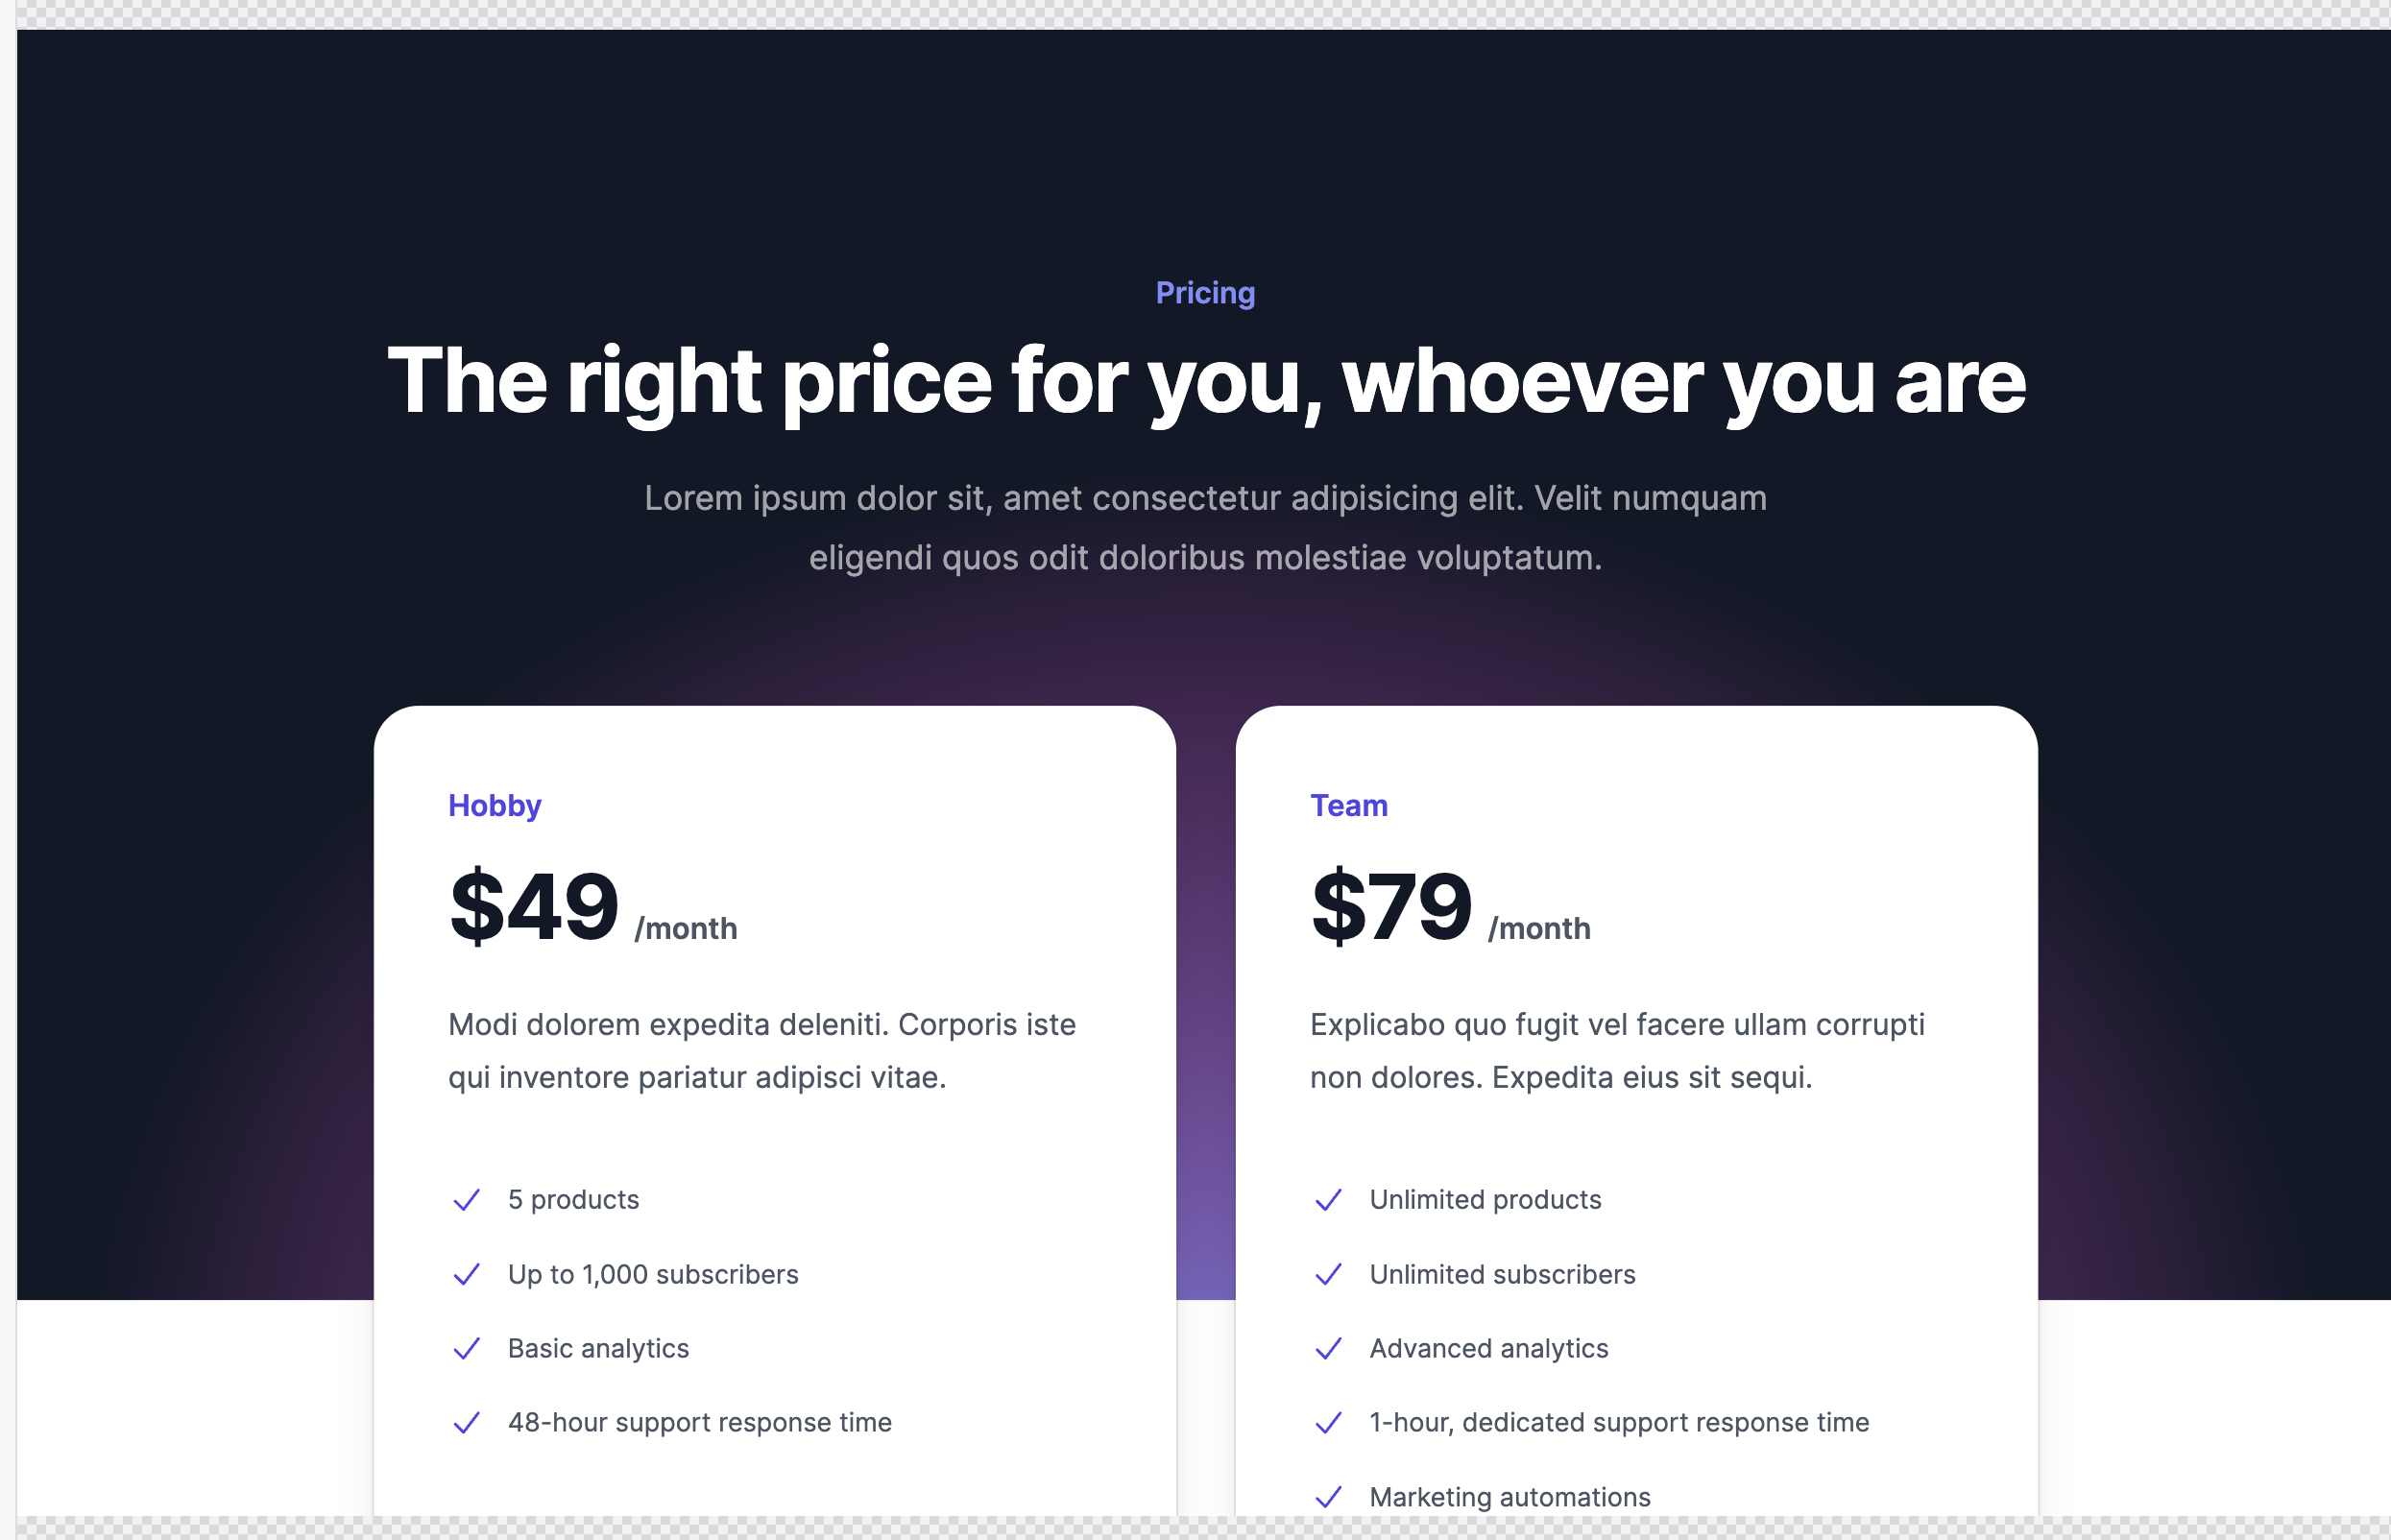 Pricing
The right price for you, whoever you are
Lorem ipsum dolor sit, amet consectetur adipisicing elit. Velit numquam
eligendi quos odit doloribus molestiae voluptatum.
Hobby
$49 /month
Modi dolorem expedita deleniti. Corporis iste
qui inventore pariatur adipisci vitae.
5 products
Up to 1,000 subscribers
Basic analytics
48-hour support response time
Team
$79 /month
Explicabo quo fugit vel facere ullam corrupti
non dolores. Expedita eius sit sequi.
Unlimited products
Unlimited subscribers
Advanced analytics
1-hour, dedicated support response time
Marketing automations